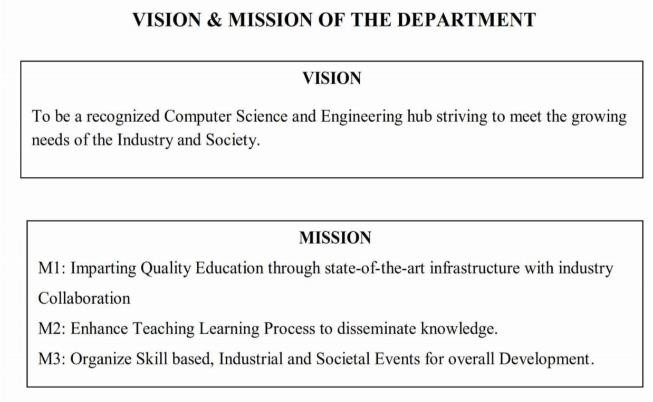 VISION & MISSION OF THE DEPARTMENT
VISION
To be a recognized Computer Science and Engineering hub striving to meet the growing
needs of the Industry and Society.
MISSION
M1: Imparting Quality Education through state-of-the-art infrastructure with industry
Collaboration
M2: Enhance Teaching Learning Process to disseminate knowledge.
M3: Organize Skill based, Industrial and Societal Events for overall Development.